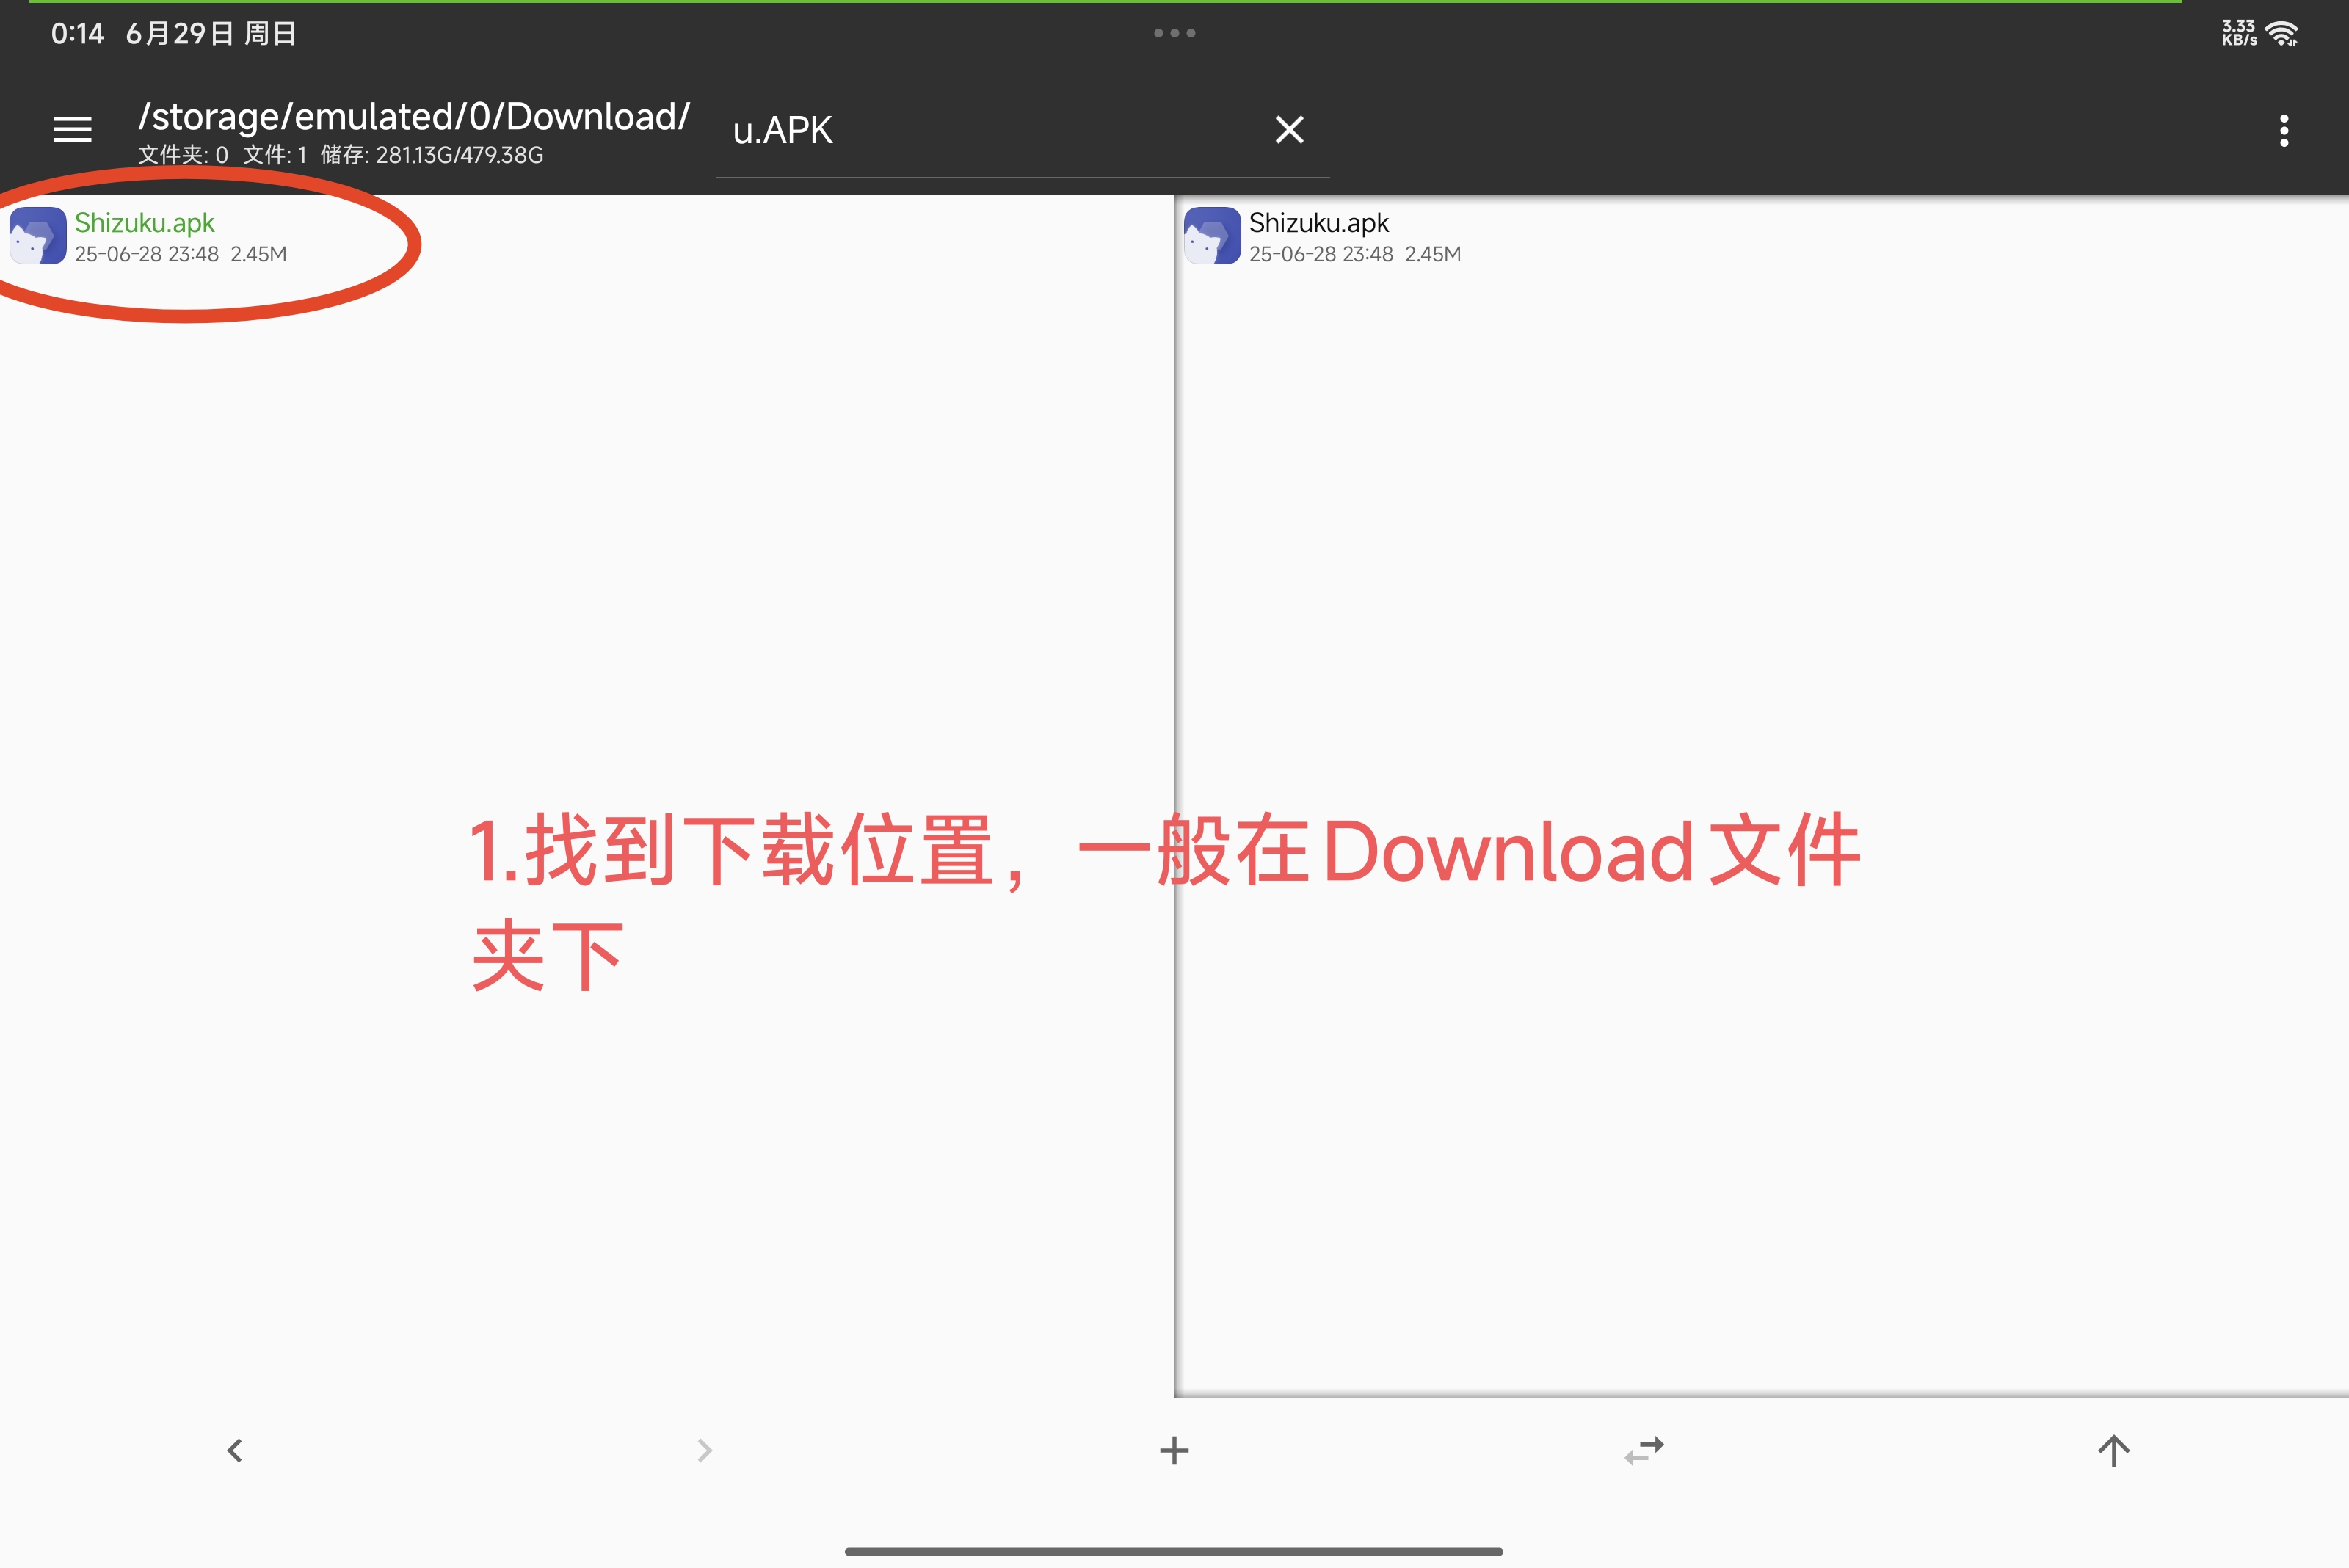 0:14 6月29日 周日
3.33
KB/s
/storage/emulated/0/Download/
文件夹: 0 文件: 1 储存: 281.13G/479.38G
u.APK
Shizuku.apk
25-06-28 23:48 2.45M
Shizuku.apk
25-06-28 23:48 2.45M
1.找到下载位置，一般在Download文件
夹下